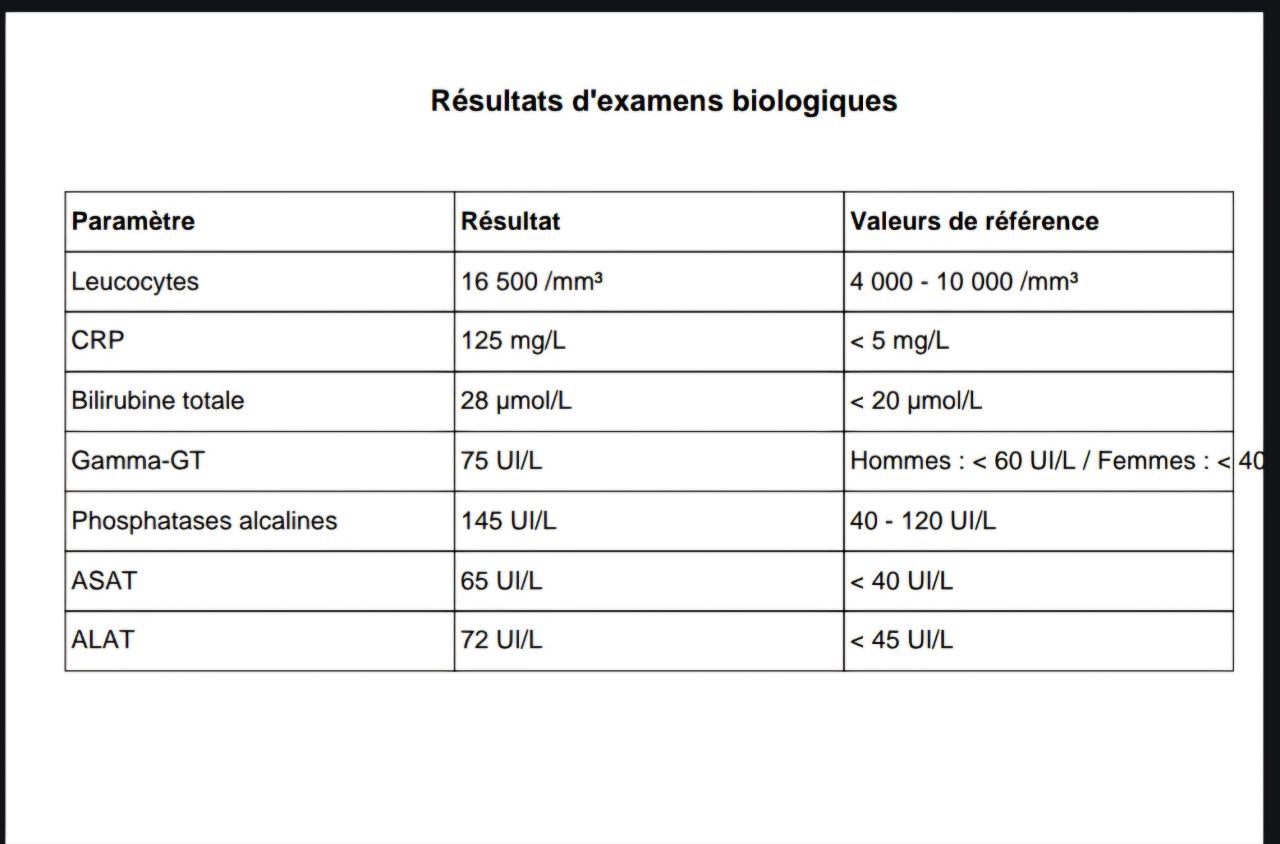 Résultats d'examens biologiques
Paramètre Résultat Valeurs de référence
Leucocytes 16 500 /mm³ 4 000 - 10 000 /mm³
CRP 125 mg/L < 5 mg/L
Bilirubine totale 28 µmol/L < 20 µmol/L
Gamma-GT 75 UI/L Hommes : < 60 UI/L / Femmes : < 40
Phosphatases alcalines 145 UI/L 40 - 120 UI/L
ASAT 65 UI/L < 40 UI/L
ALAT 72 UI/L < 45 UI/L